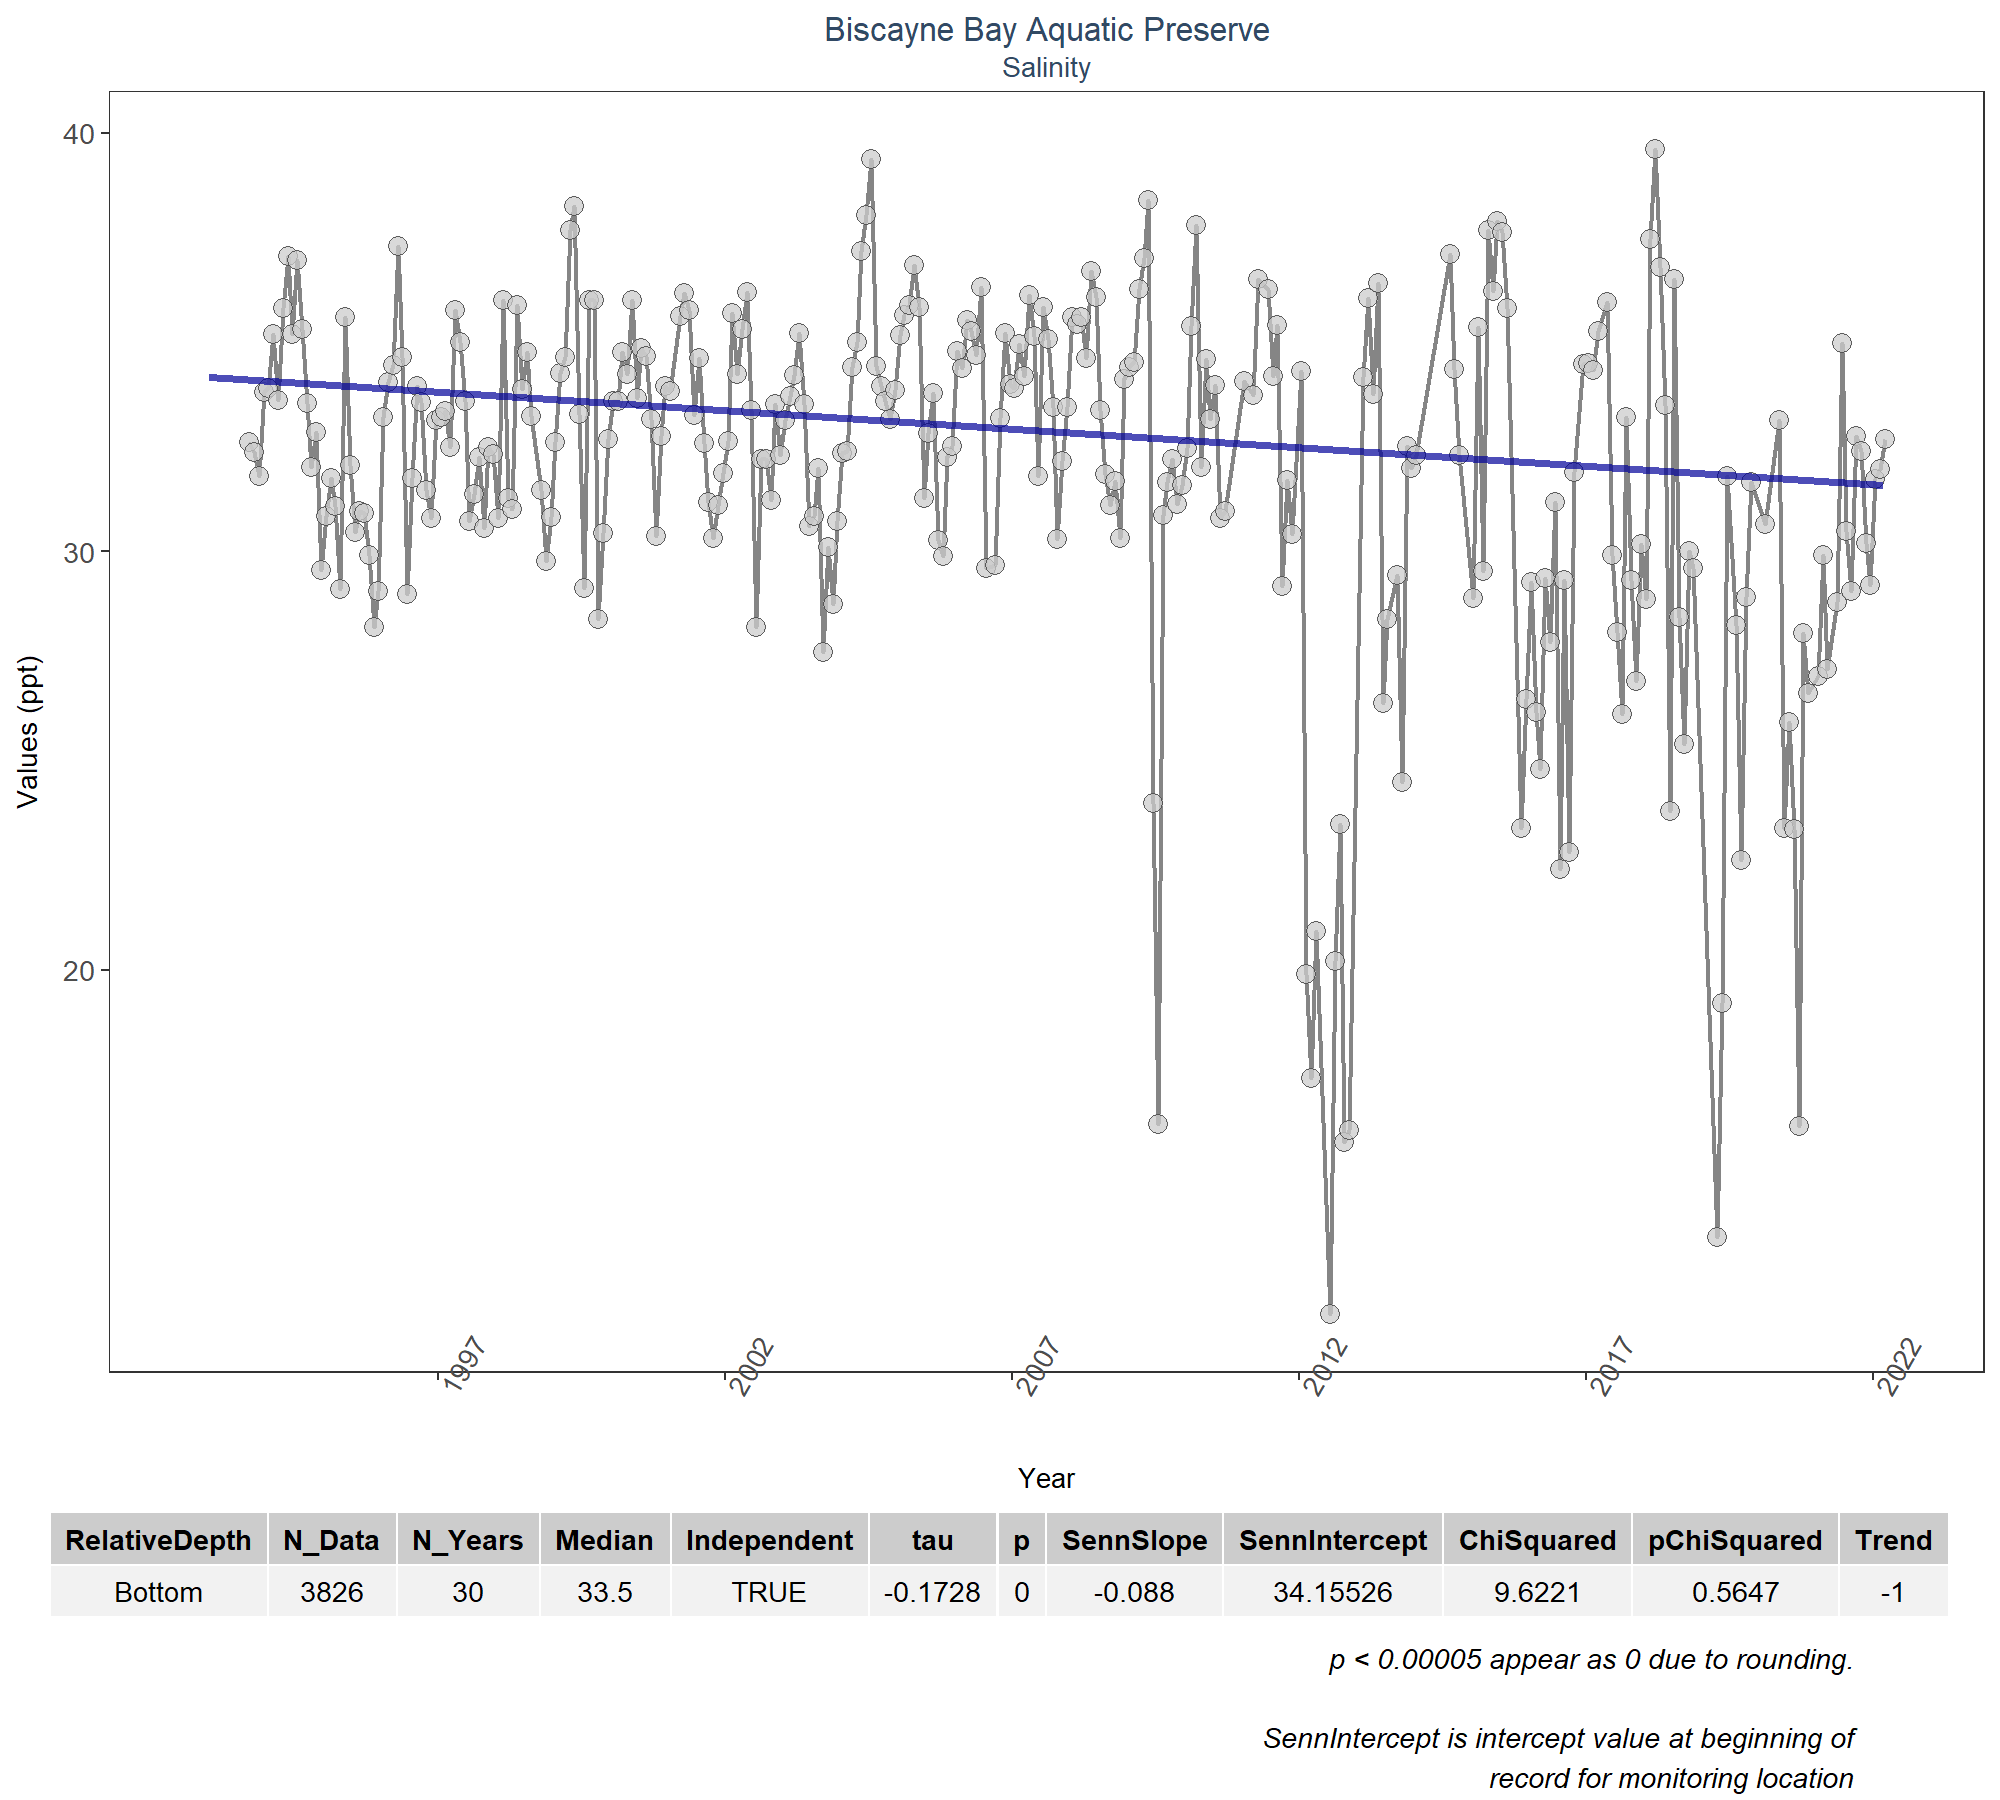 Biscayne Bay Aquatic Preserve
Salinity
40
30
20
Values (ppt)
1997 2002 2007 2012 2017 2022
Year
RelativeDepth N_Data N_Years Median Independent tau p SennSlope SennIntercept ChiSquared pChiSquared Trend
Bottom 3826 30 33.5 TRUE -0.1728 0 -0.088 34.15526 9.6221 0.5647 -1
p < 0.00005 appear as 0 due to rounding.
SennIntercept is intercept value at beginning of
record for monitoring location